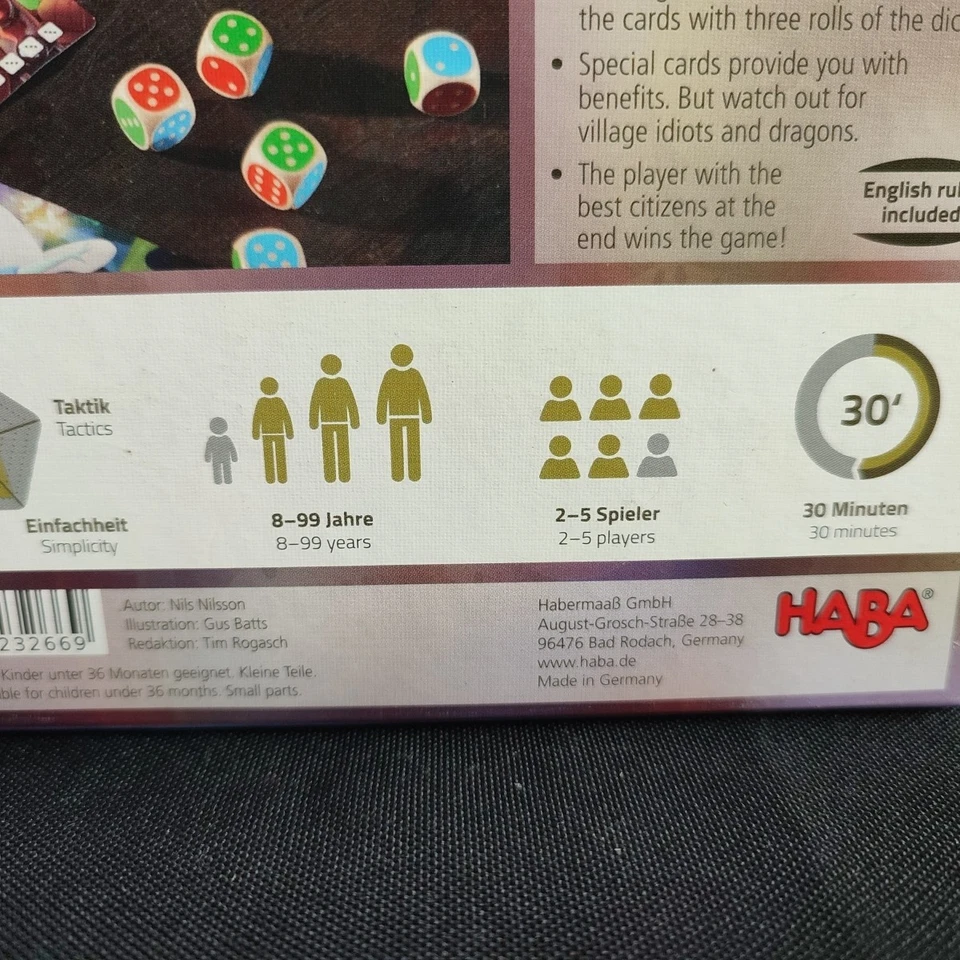 the cards with three rolls of the
• Special cards provide you with
benefits. But watch out for
village idiots and dragons.
• The player with the
best citizens at the
end wins the game!
English
included
Taktik
Tactics
Einfachheit
Simplicity
8–99 Jahre
8–99 years
2–5 Spieler
2–5 players
30‘
30 Minuten
30 minutes
232669
Autor: Nils Nilsson
Illustration: Gus Batts
Redaktion: Tim Rogasch
Kinder unter 36 Monaten geeignet. Kleine Teile.
for children under 36 months. Small parts.
Habermaaß GmbH
August-Grosch-Straße 28–38
96476 Bad Rodach, Germany
www.haba.de
Made in Germany
HABA®